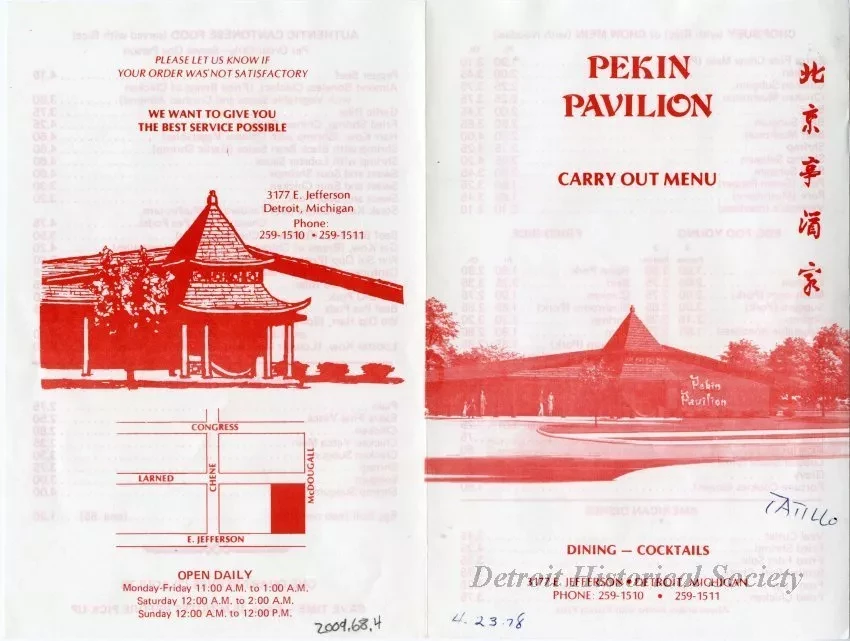 PLEASE LET US KNOW IF
YOUR ORDER WAS NOT SATISFACTORY
WE WANT TO GIVE YOU
THE BEST SERVICE POSSIBLE
3177 E. Jefferson
Detroit, Michigan
Phone:
259-1510 • 259-1511
CONGRESS
LARNED
CHENE
McDOUGALL
E. JEFFERSON
OPEN DAILY
Monday-Friday 11:00 A.M. to 1:00 A.M.
Saturday 12:00 A.M. to 2:00 A.M.
Sunday 12:00 A.M. to 12:00 P.M.
2009.68.4
PEKIN
PAVILION
北京亭酒家
CARRY OUT MENU
Pekin
Pavilion
DINING — COCKTAILS
3177 E. JEFFERSON • DETROIT, MICHIGAN
PHONE: 259-1510 • 259-1511
Detroit Historical Society
4.23.78